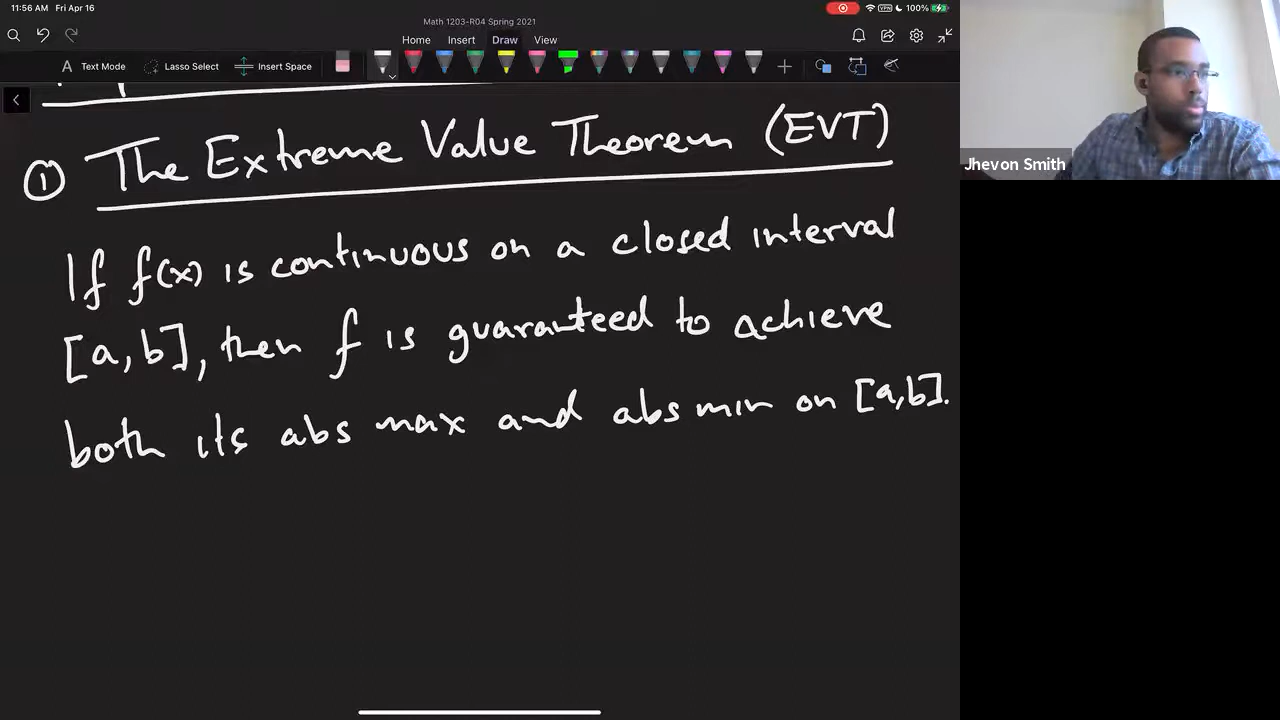 11:56 AM Fri Apr 16
VPN
100%
Math 1203-R04 Spring 2021
Home Insert Draw View
A Text Mode Lasso Select Insert Space
① The Extreme Value Theorem (EVT)
If f(x) is continuous on a closed interval
[a,b], then f is guaranteed to achieve
both its abs max and abs min on [a,b].
Jhevon Smith